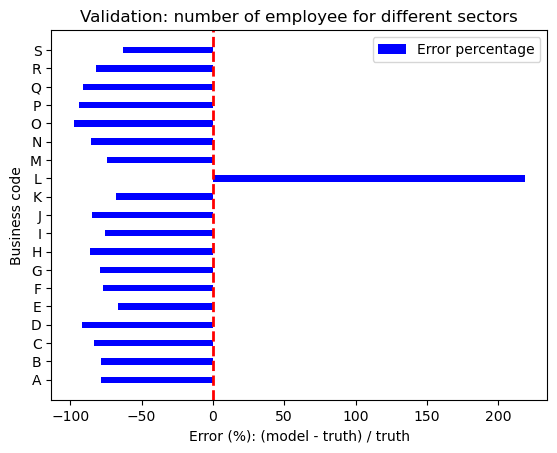 Validation: number of employee for different sectors
Error percentage
S
R
Q
P
O
N
M
L
K
J
I
H
G
F
E
D
C
B
A
Business code
−100 −50 0 50 100 150 200
Error (%): (model - truth) / truth